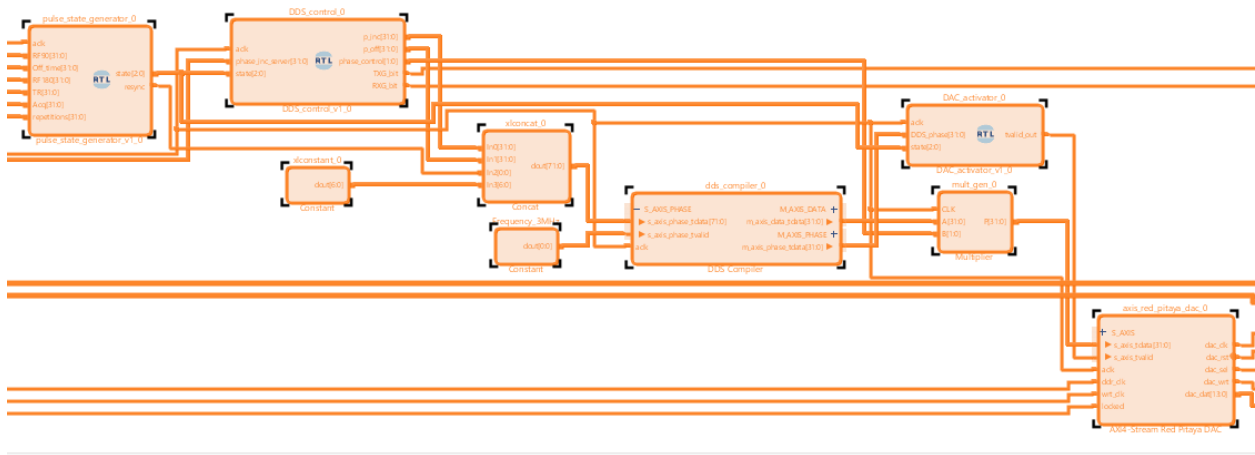 pulse_state_generator_0
aclk
RF90[31:0]
Off_time[31:0]
RF180[31:0]
TR[31:0]
Acq[31:0]
repetitions[31:0]
RTL
state[2:0]
resync
pulse_state_generator_v1_0
DDS_control_0
aclk
phase_inc_server[31:0]
state[2:0]
RTL
p_inc[31:0]
p_off[31:0]
phase_control[1:0]
TXG_bit
RXG_bit
DDS_control_v1_0
xlconstant_0
dout[6:0]
Constant
xlconcat_0
In0[31:0]
In1[31:0]
In2[0:0]
In3[6:0]
dout[71:0]
Concat
Frequency_3MHz
dout[0:0]
Constant
dds_compiler_0
S_AXIS_PHASE
s_axis_phase_tdata[71:0]
s_axis_phase_tvalid
aclk
M_AXIS_DATA
m_axis_data_tdata[31:0]
M_AXIS_PHASE
m_axis_phase_tdata[31:0]
DDS Compiler
DAC_activator_0
aclk
DDS_phase[31:0]
state[2:0]
RTL
tvalid_out
DAC_activator_v1_0
mult_gen_0
CLK
A[31:0]
B[1:0]
P[31:0]
Multiplier
axis_red_pitaya_dac_0
S_AXIS
s_axis_tdata[31:0]
s_axis_tvalid
aclk
ddr_clk
wrt_clk
locked
dac_clk
dac_rst
dac_sel
dac_wrt
dac_dat[13:0]
AXI4-Stream Red Pitaya DAC